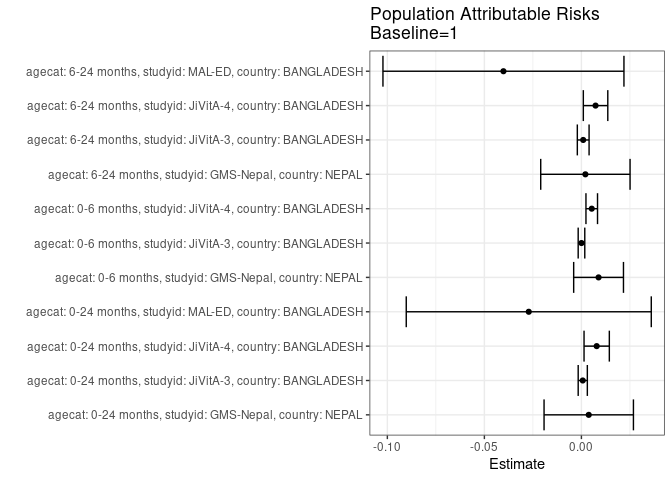 Population Attributable Risks
Baseline=1
agecat: 6-24 months, studyid: MAL-ED, country: BANGLADESH
agecat: 6-24 months, studyid: JiVitA-4, country: BANGLADESH
agecat: 6-24 months, studyid: JiVitA-3, country: BANGLADESH
agecat: 6-24 months, studyid: GMS-Nepal, country: NEPAL
agecat: 0-6 months, studyid: JiVitA-4, country: BANGLADESH
agecat: 0-6 months, studyid: JiVitA-3, country: BANGLADESH
agecat: 0-6 months, studyid: GMS-Nepal, country: NEPAL
agecat: 0-24 months, studyid: MAL-ED, country: BANGLADESH
agecat: 0-24 months, studyid: JiVitA-4, country: BANGLADESH
agecat: 0-24 months, studyid: JiVitA-3, country: BANGLADESH
agecat: 0-24 months, studyid: GMS-Nepal, country: NEPAL
-0.10 -0.05 0.00
Estimate